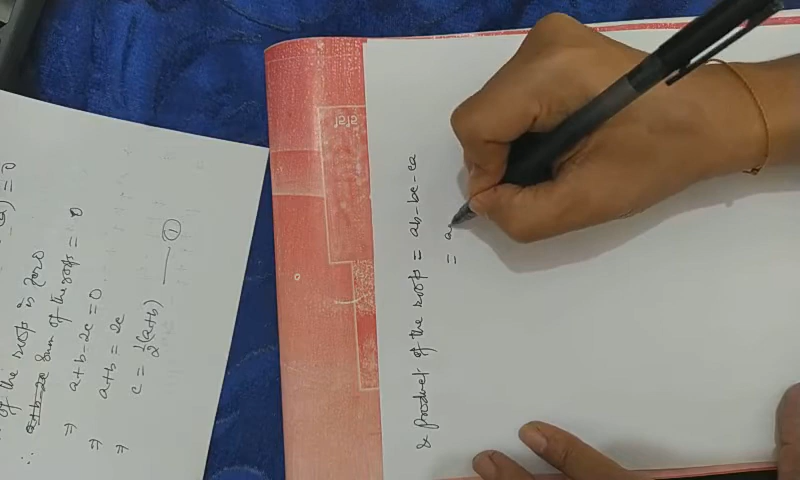 of the roots is zero
∴ a+b-2c sum of the roots = 0
⇒ a+b-2c = 0
⇒ a+b = 2c
⇒ c = 1/2(a+b) —— ①
& product of the roots = ab-bc-ca
= a